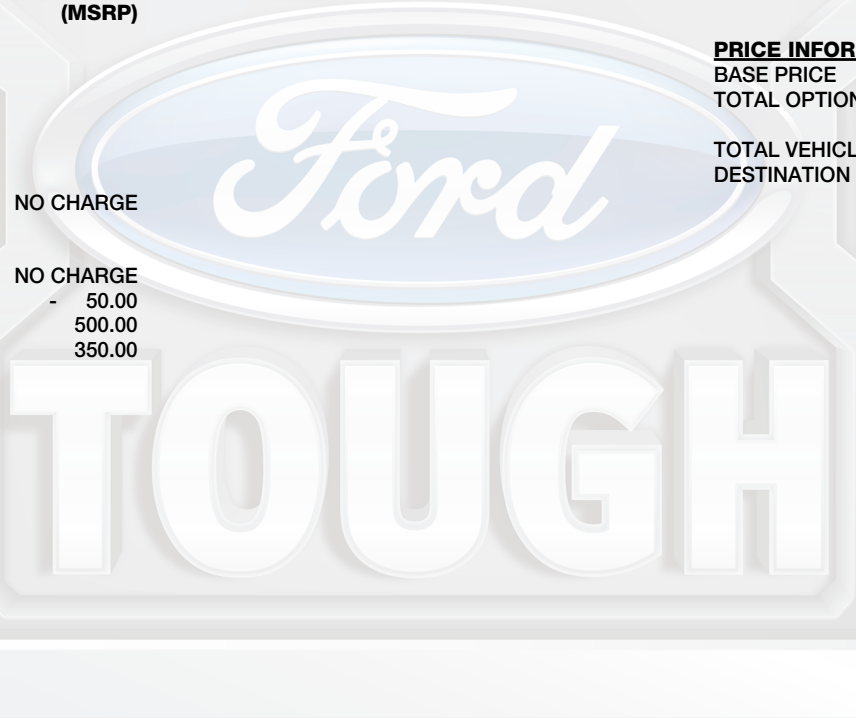 (MSRP)
NO CHARGE
NO CHARGE
- 50.00
500.00
350.00
PRICE INFOR
BASE PRICE
TOTAL OPTION
TOTAL VEHICL
DESTINATION
Ford
TOUGH